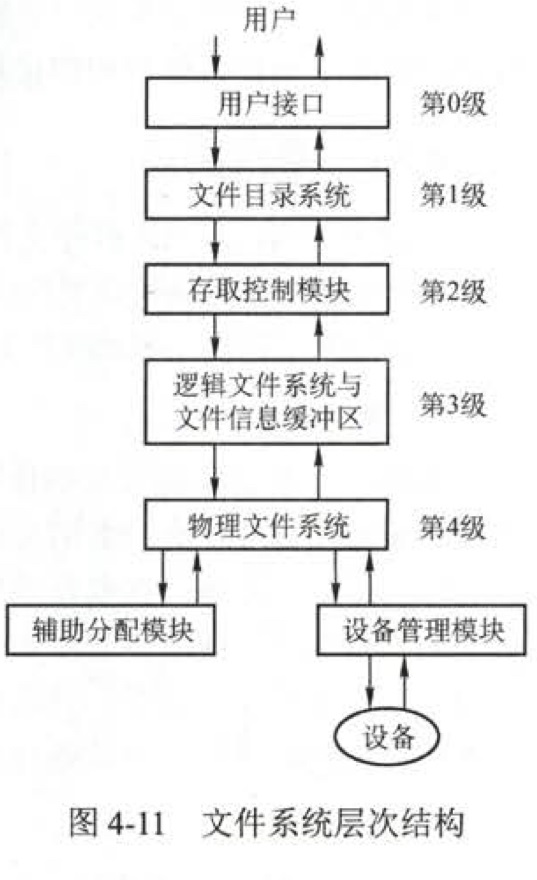 用户
用户接口
第0级
文件目录系统
第1级
存取控制模块
第2级
逻辑文件系统与
文件信息缓冲区
第3级
物理文件系统
第4级
辅助分配模块
设备管理模块
设备
图 4-11 文件系统层次结构